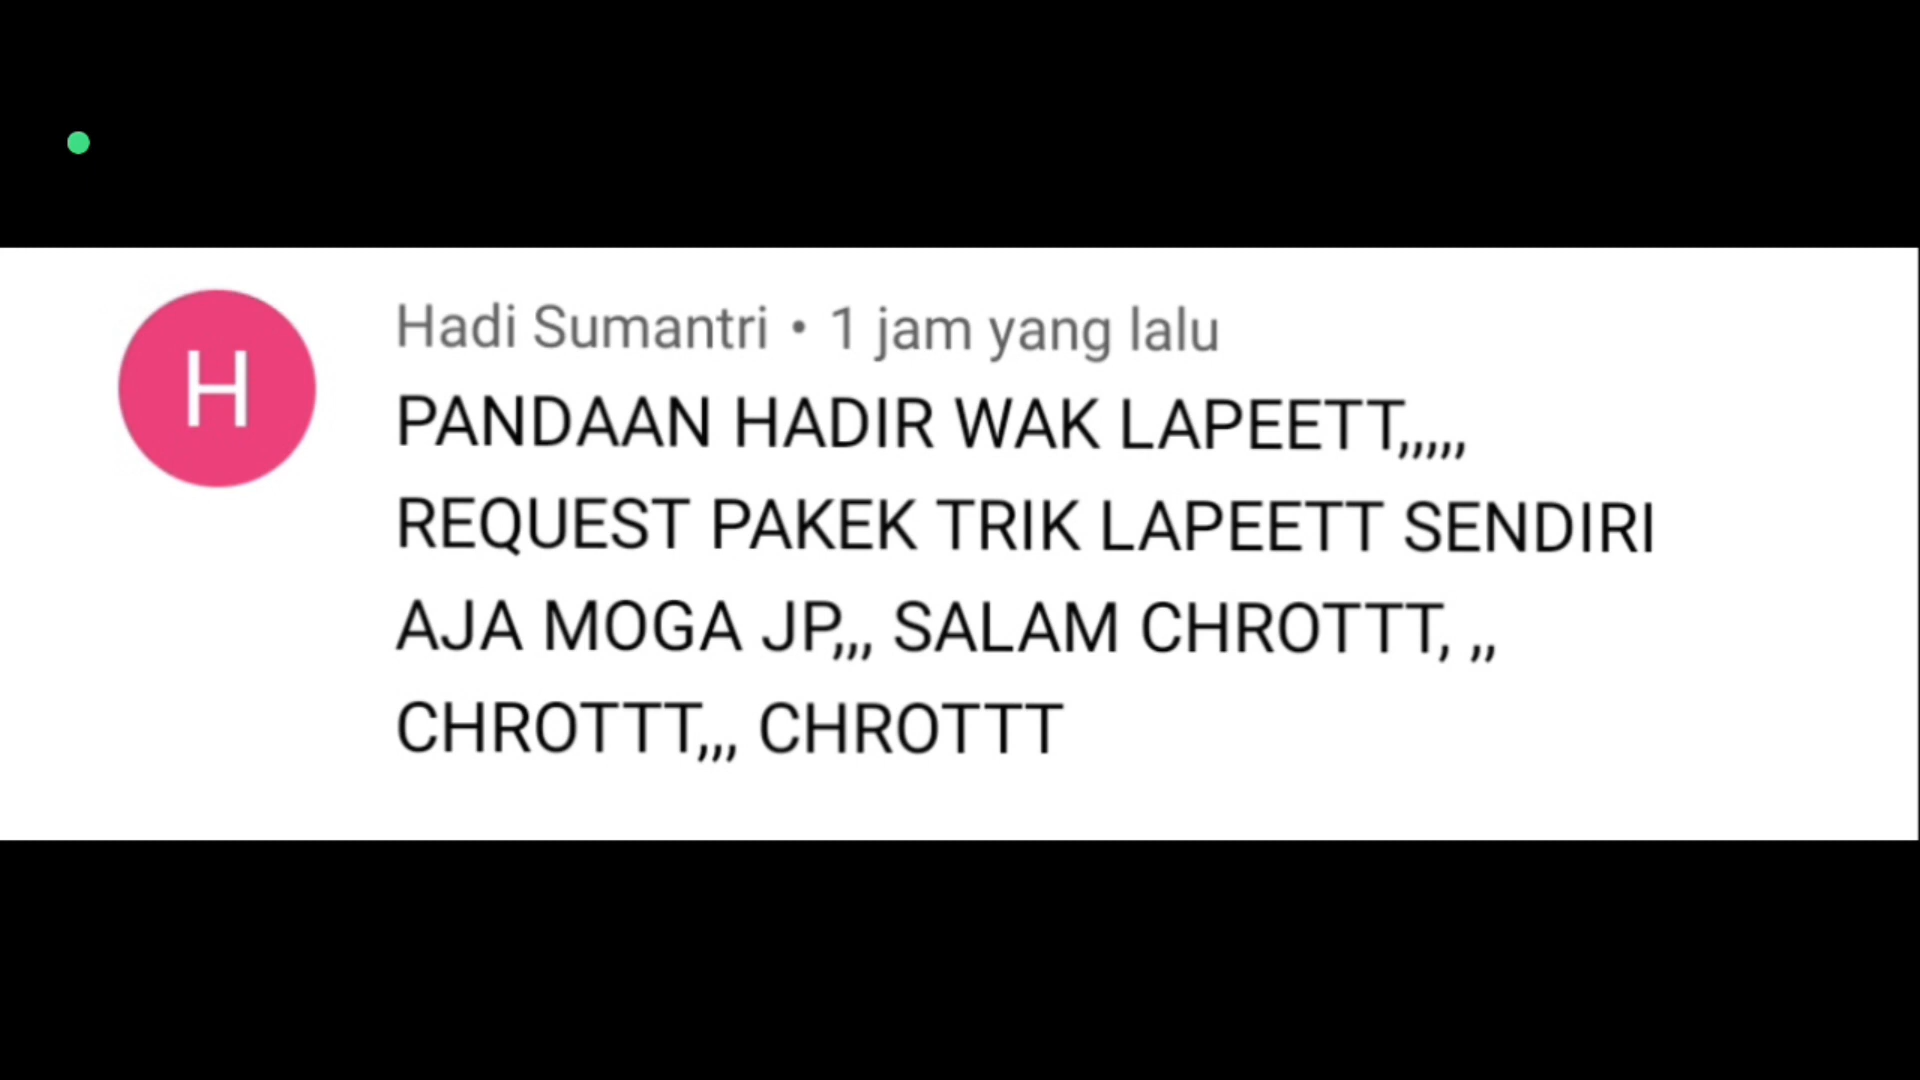 H
Hadi Sumantri • 1 jam yang lalu
PANDAAN HADIR WAK LAPEETT,,,,,
REQUEST PAKEK TRIK LAPEETT SENDIRI
AJA MOGA JP,,, SALAM CHROTTT, ,,
CHROTTT,,, CHROTTT